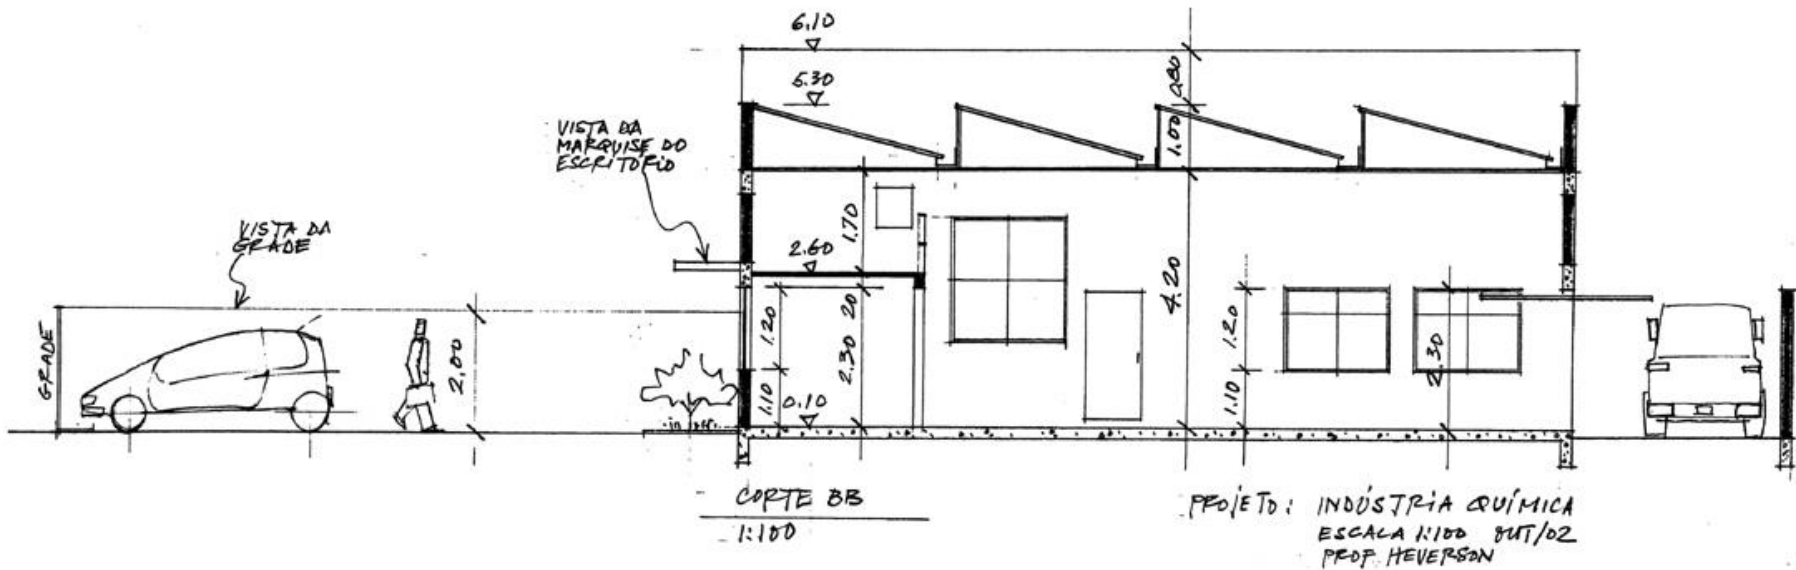 6.10
5.30
0.80
1.00
VISTA DA
MARQUISE DO
ESCRITÓRIO
VISTA DA
GRADE
2.60
1.70
4.20
GRADE
2.00
1.20
20
1.10
2.30
0.10
1.20
1.10
2.30
CORTE BB
1:100
PROJETO: INDÚSTRIA QUÍMICA
ESCALA 1:100 OUT/02
PROF. HEVERSON